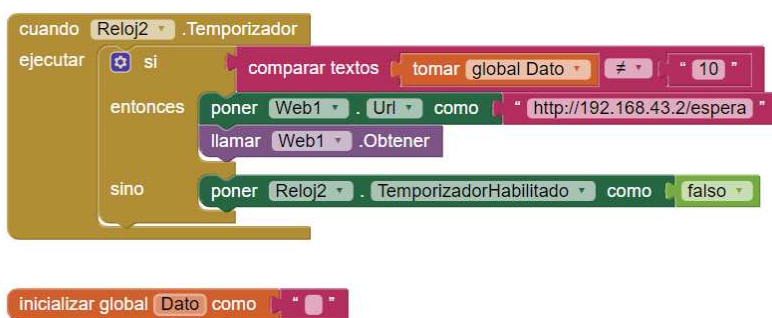 cuando Reloj2 .Temporizador
ejecutar si comparar textos tomar global Dato ≠ " 10 "
entonces poner Web1 . Url como " http://192.168.43.2/espera "
llamar Web1 .Obtener
sino poner Reloj2 . TemporizadorHabilitado como falso
inicializar global Dato como " "